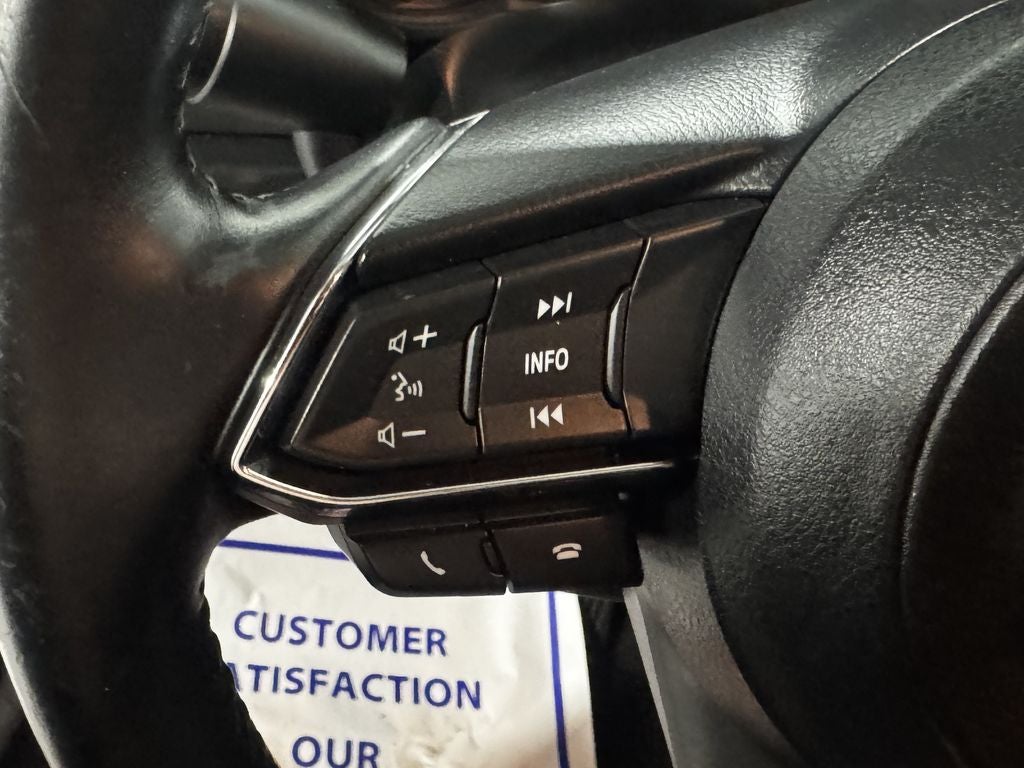 INFO
CUSTOMER
ATISFACTION
OUR